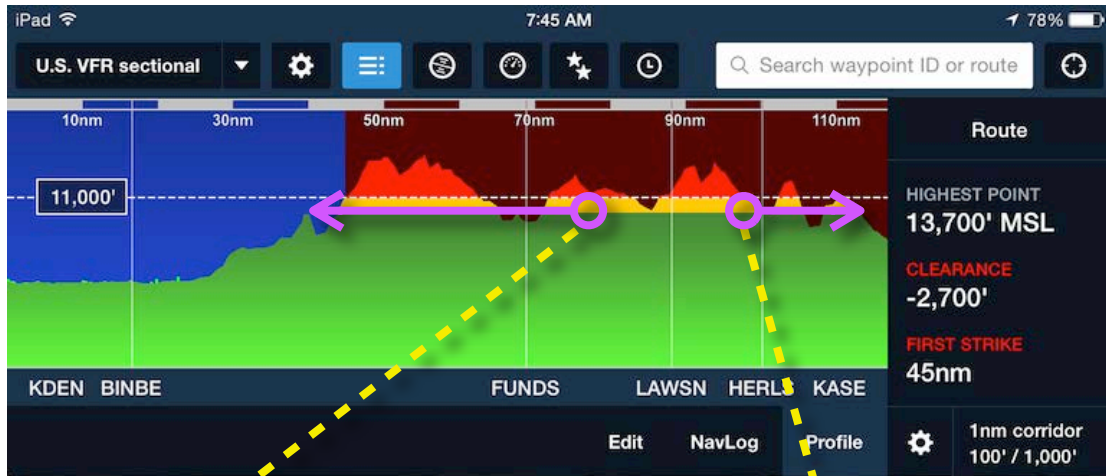 iPad 7:45 AM 78%
U.S. VFR sectional Search waypoint ID or route
10nm 30nm 50nm 70nm 90nm 110nm
Route
11,000'
HIGHEST POINT
13,700' MSL
CLEARANCE
-2,700'
FIRST STRIKE
45nm
KDEN BINBE FUNDS LAWSN HERLS KASE
Edit NavLog Profile
1nm corridor
100' / 1,000'